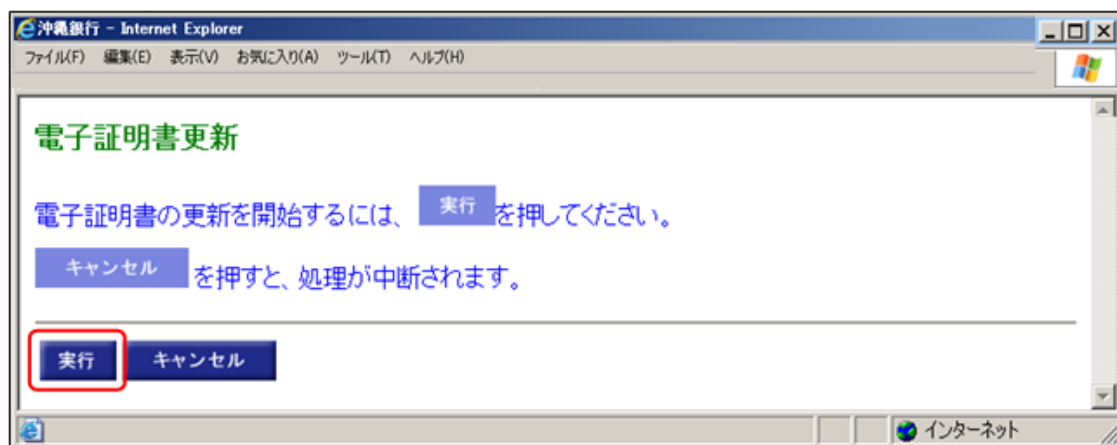 沖縄銀行 - Internet Explorer
ファイル(F) 編集(E) 表示(V) お気に入り(A) ツール(T) ヘルプ(H)
電子証明書更新
電子証明書の更新を開始するには、 実行 を押してください。
キャンセル を押すと、処理が中断されます。
実行 キャンセル
インターネット